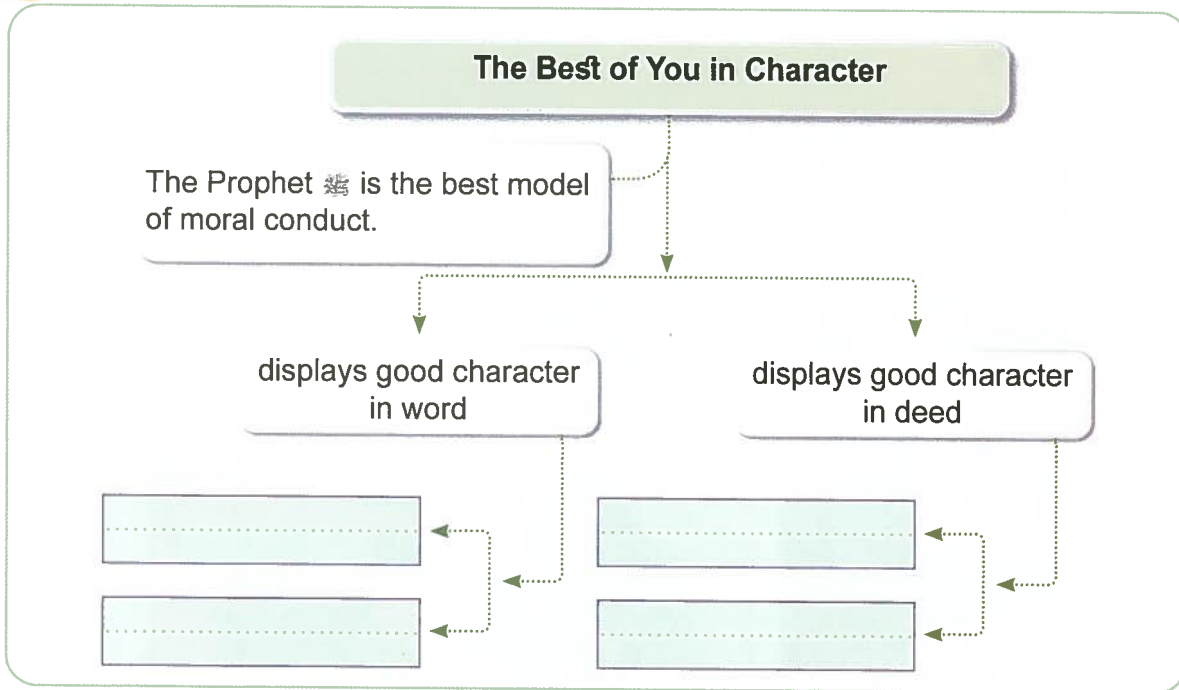 The Best of You in Character
The Prophet ﷺ is the best model
of moral conduct.
displays good character
in word
displays good character
in deed